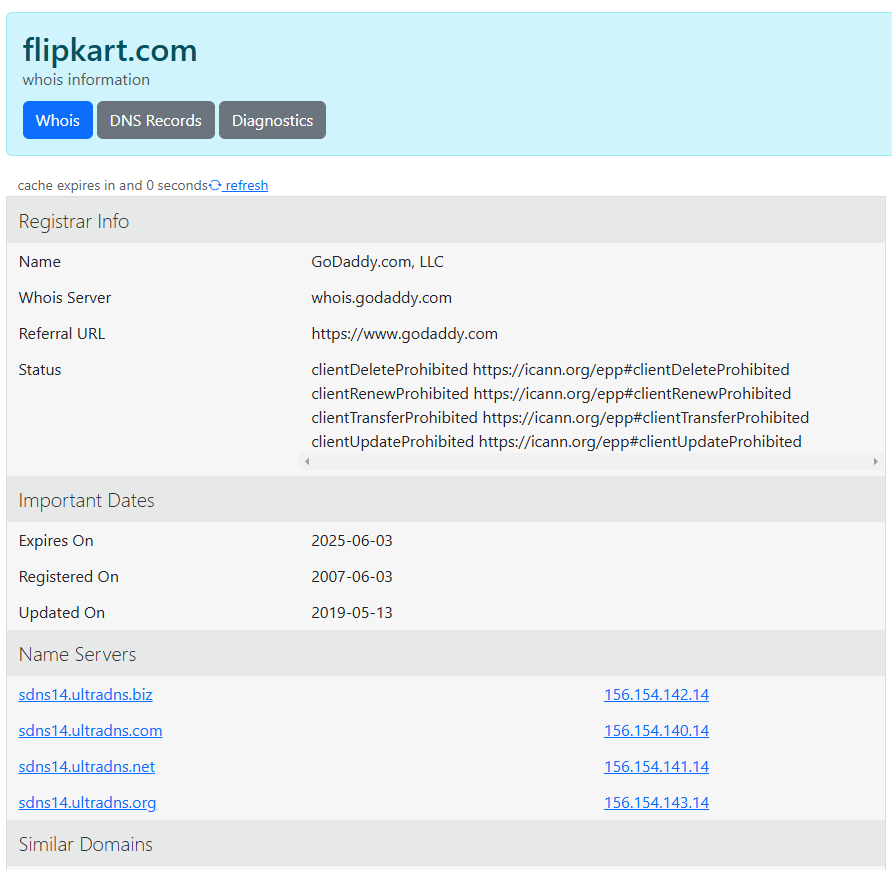 flipkart.com
whois information
Whois DNS Records Diagnostics
cache expires in and 0 seconds refresh
Registrar Info
Name GoDaddy.com, LLC
Whois Server whois.godaddy.com
Referral URL https://www.godaddy.com
Status clientDeleteProhibited https://icann.org/epp#clientDeleteProhibited
clientRenewProhibited https://icann.org/epp#clientRenewProhibited
clientTransferProhibited https://icann.org/epp#clientTransferProhibited
clientUpdateProhibited https://icann.org/epp#clientUpdateProhibited
Important Dates
Expires On 2025-06-03
Registered On 2007-06-03
Updated On 2019-05-13
Name Servers
sdns14.ultradns.biz 156.154.142.14
sdns14.ultradns.com 156.154.140.14
sdns14.ultradns.net 156.154.141.14
sdns14.ultradns.org 156.154.143.14
Similar Domains